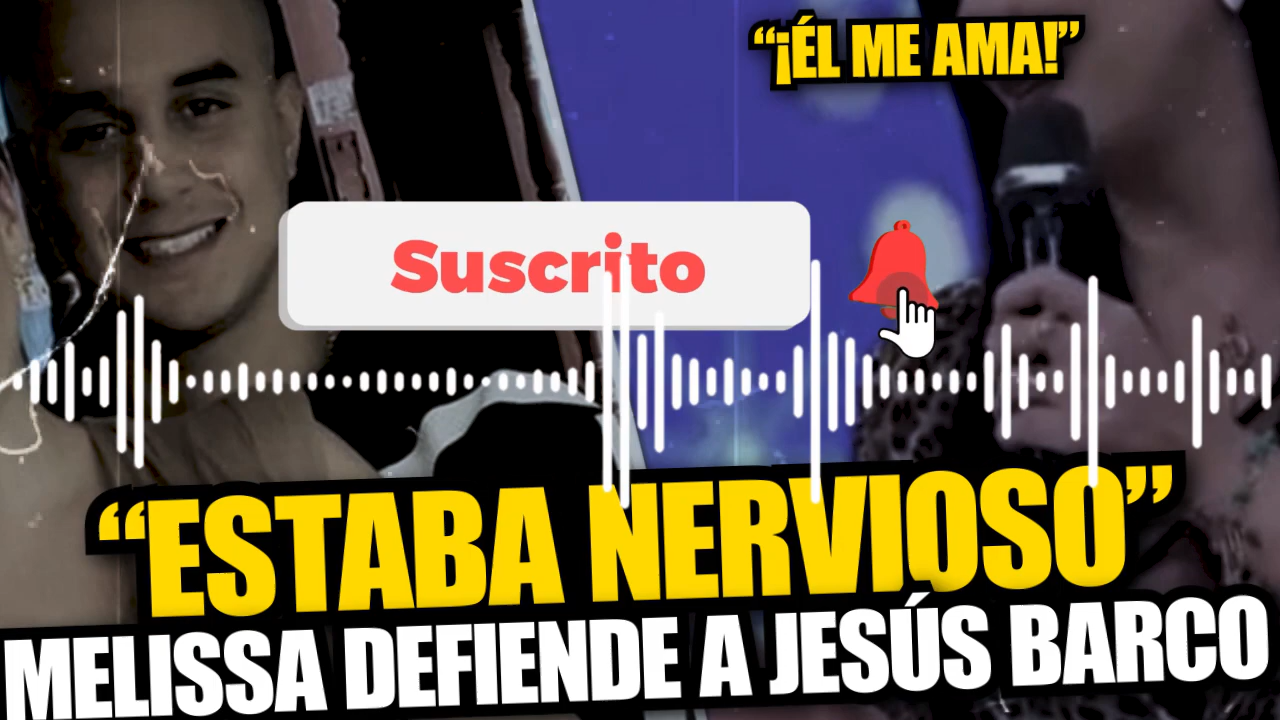 “¡ÉL ME AMA!”
Suscrito
“ESTABA NERVIOSO”
MELISSA DEFIENDE A JESÚS BARCO